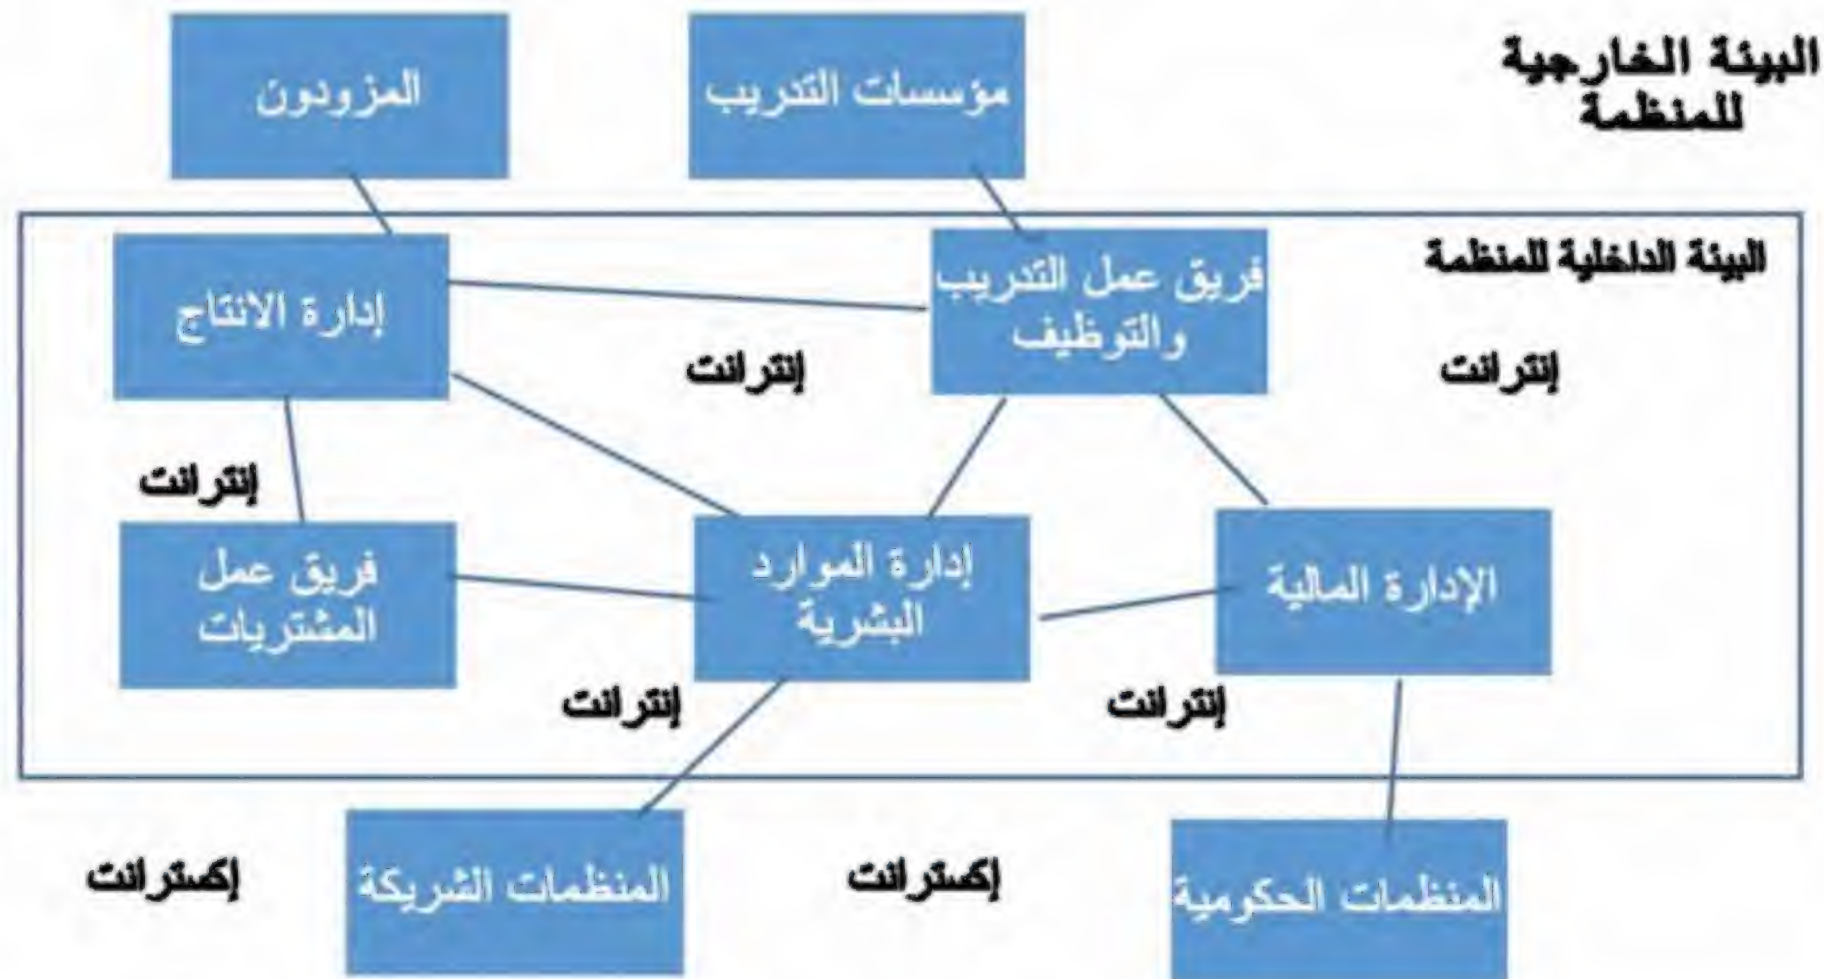 البيئة الخارجية
للمنظمة
مؤسسات التدريب
المزودون
البيئة الداخلية للمنظمة
فريق عمل التدريب
والتوظيف
إدارة الانتاج
إنترانت
إنترانت
إنترانت
الإدارة المالية
إدارة الموارد
البشرية
فريق عمل
المشتريات
إنترانت
إنترانت
المنظمات الحكومية
إكسترانت
المنظمات الشريكة
إكسترانت